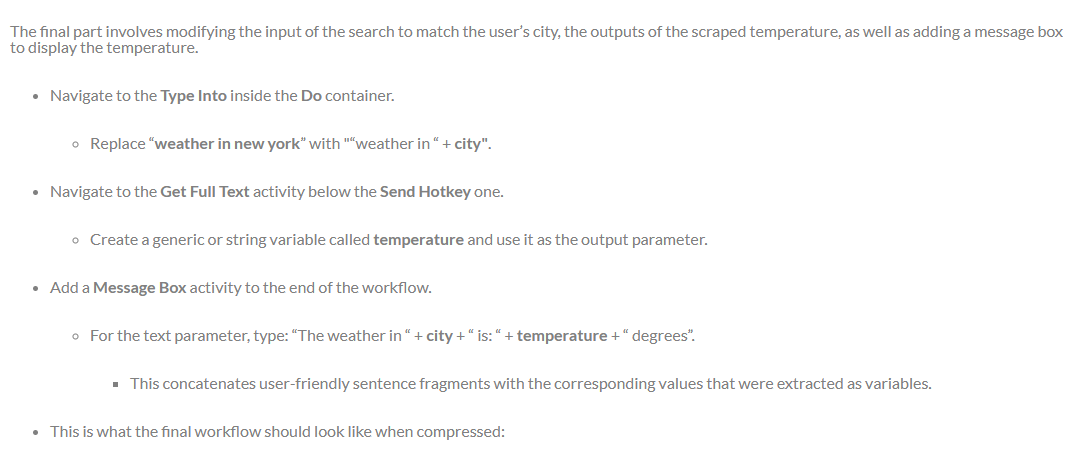 The final part involves modifying the input of the search to match the user’s city, the outputs of the scraped temperature, as well as adding a message box
to display the temperature.
• Navigate to the Type Into inside the Do container.
◦ Replace “weather in new york” with "“weather in “ + city".
• Navigate to the Get Full Text activity below the Send Hotkey one.
◦ Create a generic or string variable called temperature and use it as the output parameter.
• Add a Message Box activity to the end of the workflow.
◦ For the text parameter, type: “The weather in “ + city + “ is: “ + temperature + “ degrees”.
▪ This concatenates user-friendly sentence fragments with the corresponding values that were extracted as variables.
• This is what the final workflow should look like when compressed: